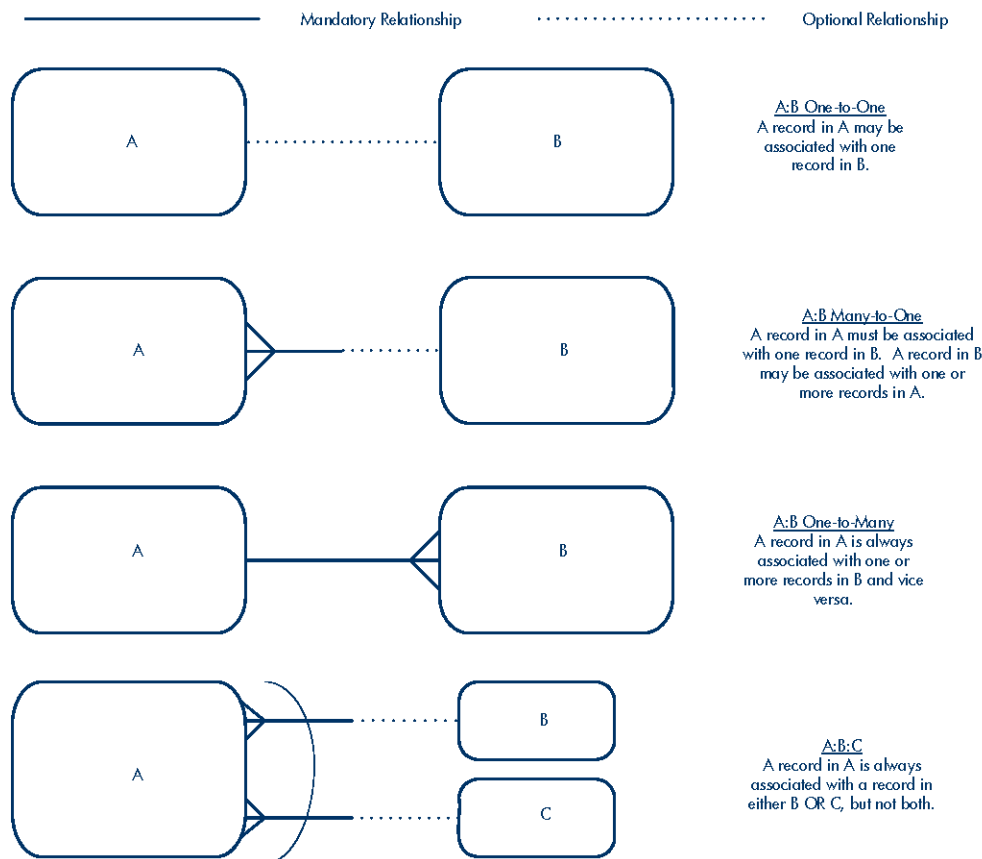 Mandatory Relationship
Optional Relationship
A
B
A:B One-to-One
A record in A may be
associated with one
record in B.
A
B
A:B Many-to-One
A record in A must be associated
with one record in B. A record in B
may be associated with one or
more records in A.
A
B
A:B One-to-Many
A record in A is always
associated with one or
more records in B and vice
versa.
A
B
C
A:B:C
A record in A is always
associated with a record in
either B OR C, but not both.